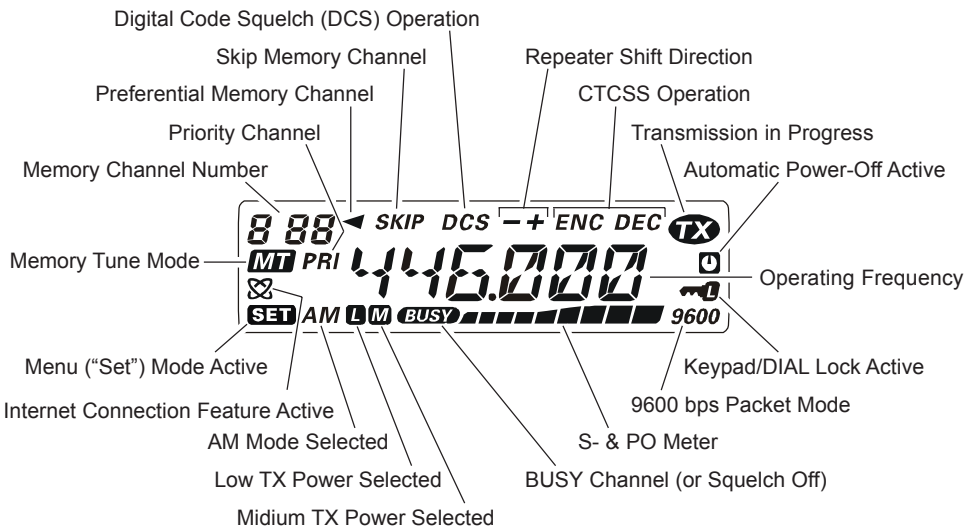 Digital Code Squelch (DCS) Operation
Skip Memory Channel
Repeater Shift Direction
Preferential Memory Channel
CTCSS Operation
Priority Channel
Transmission in Progress
Memory Channel Number
Automatic Power-Off Active
8 88 SKIP DCS - + ENC DEC TX
Memory Tune Mode
MT PRI 446.000
Operating Frequency
SET AM L M BUSY 9600
L
Menu (“Set”) Mode Active
Keypad/DIAL Lock Active
Internet Connection Feature Active
9600 bps Packet Mode
AM Mode Selected
S- & PO Meter
Low TX Power Selected
BUSY Channel (or Squelch Off)
Midium TX Power Selected